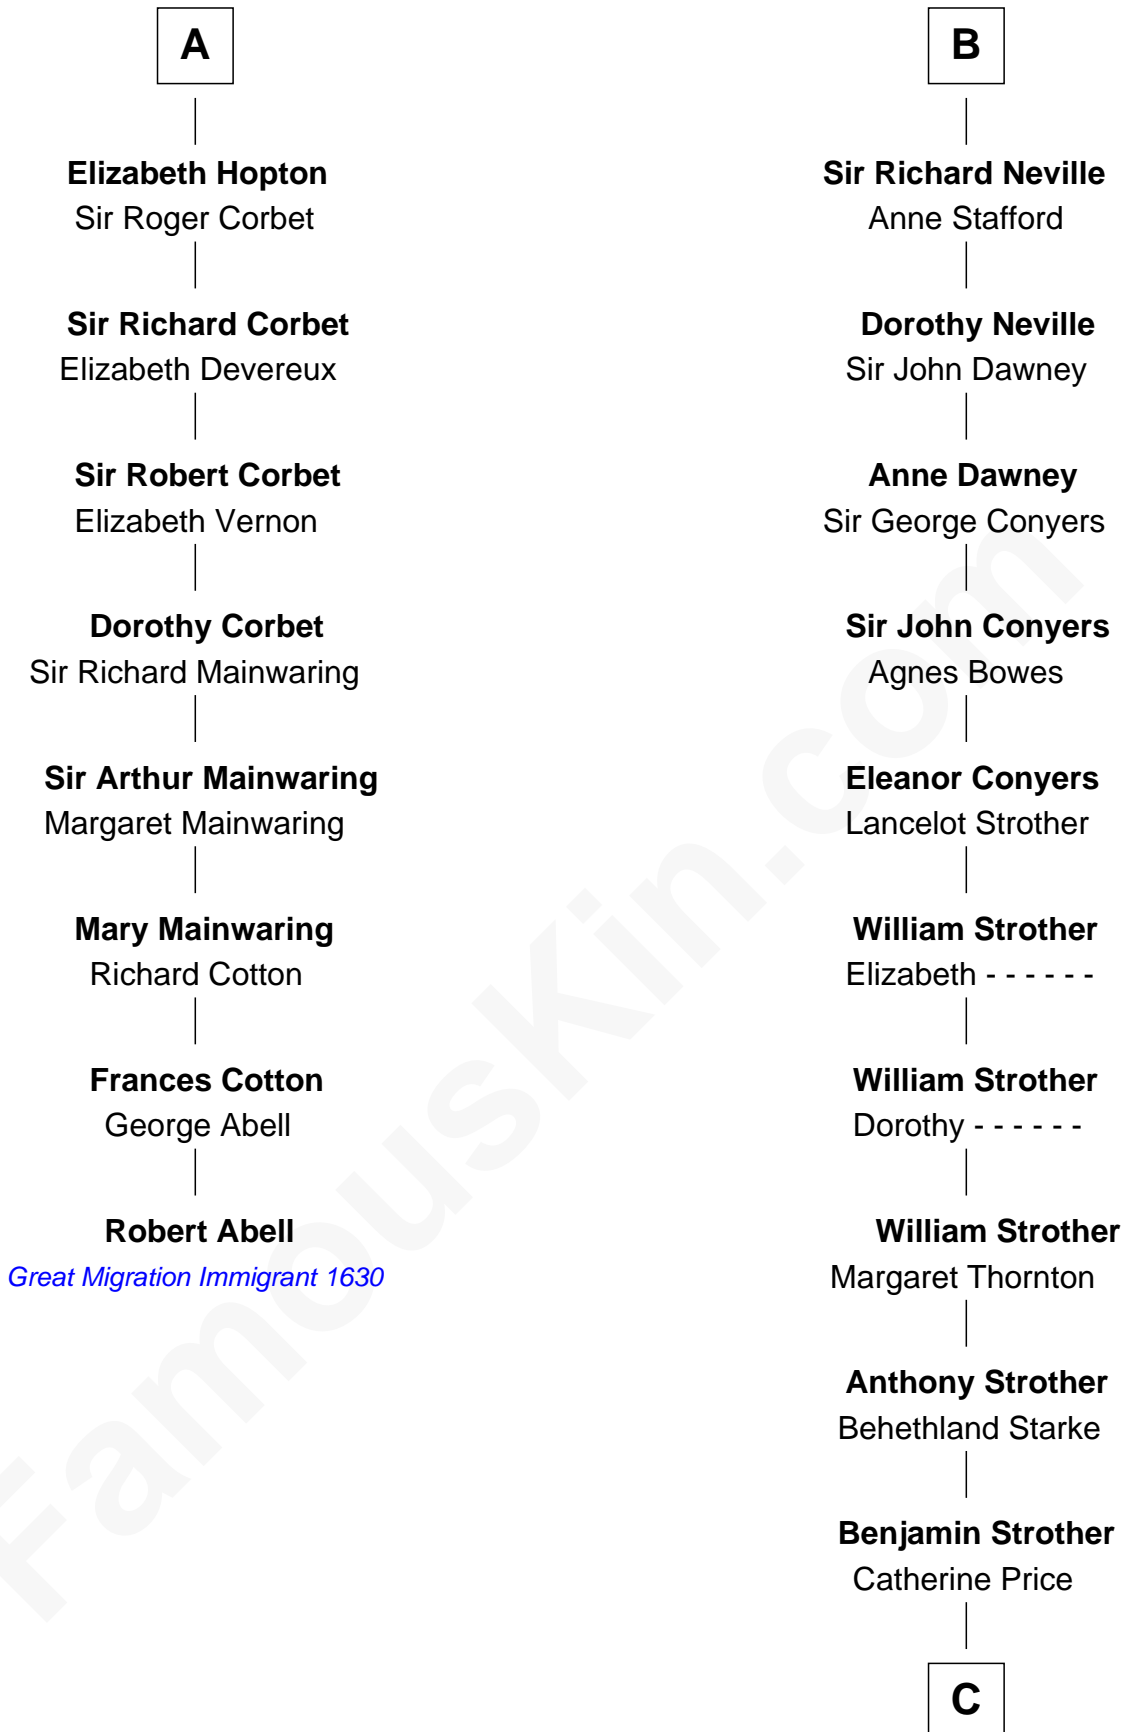 A
Elizabeth Hopton
Sir Roger Corbet
Sir Richard Corbet
Elizabeth Devereux
Sir Robert Corbet
Elizabeth Vernon
Dorothy Corbet
Sir Richard Mainwaring
Sir Arthur Mainwaring
Margaret Mainwaring
Mary Mainwaring
Richard Cotton
Frances Cotton
George Abell
Robert Abell
Great Migration Immigrant 1630
B
Sir Richard Neville
Anne Stafford
Dorothy Neville
Sir John Dawney
Anne Dawney
Sir George Conyers
Sir John Conyers
Agnes Bowes
Eleanor Conyers
Lancelot Strother
William Strother
Elizabeth - - - - - -
William Strother
Dorothy - - - - - -
William Strother
Margaret Thornton
Anthony Strother
Behethland Starke
Benjamin Strother
Catherine Price
C
FamousKin.com